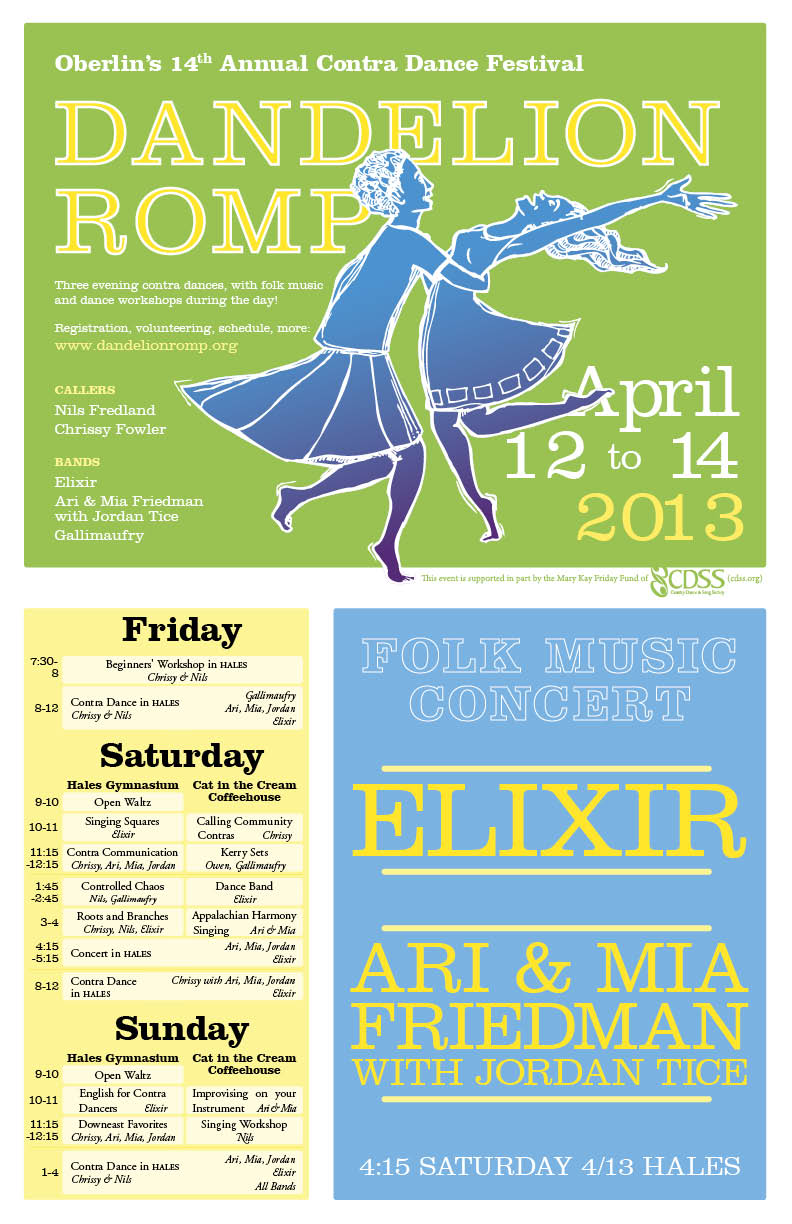 Oberlin's 14th Annual Contra Dance Festival
DANDELION
ROMP
Three evening contra dances, with folk music
and dance workshops during the day!
Registration, volunteering, schedule, more:
www.dandelionromp.org
CALLERS
Nils Fredland
Chrissy Fowler
BANDS
Elixir
Ari & Mia Friedman
with Jordan Tice
Gallimaufry
April
12 to 14
2013
This event is supported in part by the Mary Kay Friday Fund of CDSS (cdss.org)
Country Dance & Song Society
Friday
7:30-
8
Beginners' Workshop in HALES
Chrissy & Nils
8-12
Contra Dance in HALES
Chrissy & Nils
Gallimaufry
Ari, Mia, Jordan
Elixir
Saturday
Hales Gymnasium
Cat in the Cream
Coffeehouse
9-10
Open Waltz
10-11
Singing Squares
Elixir
Calling Community
Contras Chrissy
11:15
-12:15
Contra Communication
Chrissy, Ari, Mia, Jordan
Kerry Sets
Owen, Gallimaufry
1:45
-2:45
Controlled Chaos
Nils, Gallimaufry
Dance Band
Elixir
3-4
Roots and Branches
Chrissy, Nils, Elixir
Appalachian Harmony
Singing Ari & Mia
4:15
-5:15
Concert in HALES
Ari, Mia, Jordan
Elixir
8-12
Contra Dance
in HALES
Chrissy with Ari, Mia, Jordan
Elixir
Sunday
Hales Gymnasium
Cat in the Cream
Coffeehouse
9-10
Open Waltz
10-11
English for Contra
Dancers Elixir
Improvising on your
Instrument Ari & Mia
11:15
-12:15
Downeast Favorites
Chrissy, Ari, Mia, Jordan
Singing Workshop
Nils
1-4
Contra Dance in HALES
Chrissy & Nils
Ari, Mia, Jordan
Elixir
All Bands
FOLK MUSIC
CONCERT
ELIXIR
ARI & MIA
FRIEDMAN
WITH JORDAN TICE
4:15 SATURDAY 4/13 HALES